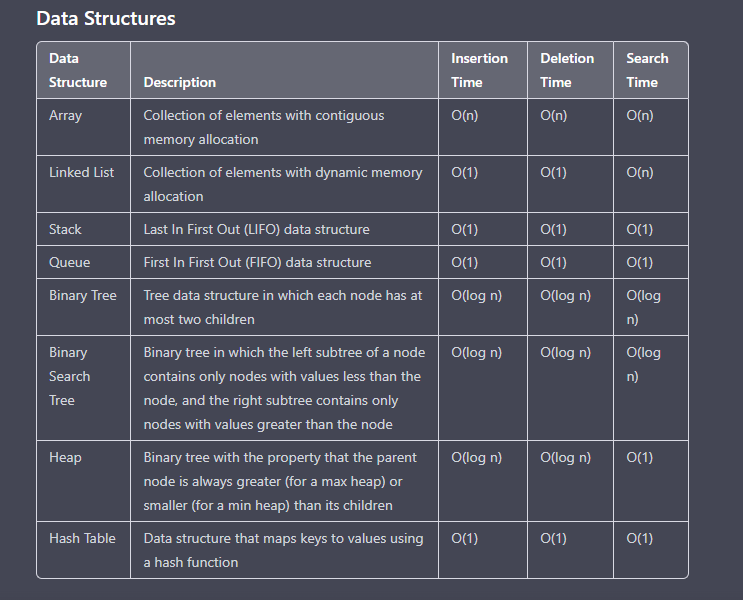 Data Structures
Data Structure | Description | Insertion Time | Deletion Time | Search Time
Array | Collection of elements with contiguous memory allocation | O(n) | O(n) | O(n)
Linked List | Collection of elements with dynamic memory allocation | O(1) | O(1) | O(n)
Stack | Last In First Out (LIFO) data structure | O(1) | O(1) | O(1)
Queue | First In First Out (FIFO) data structure | O(1) | O(1) | O(1)
Binary Tree | Tree data structure in which each node has at most two children | O(log n) | O(log n) | O(log n)
Binary Search Tree | Binary tree in which the left subtree of a node contains only nodes with values less than the node, and the right subtree contains only nodes with values greater than the node | O(log n) | O(log n) | O(log n)
Heap | Binary tree with the property that the parent node is always greater (for a max heap) or smaller (for a min heap) than its children | O(log n) | O(log n) | O(1)
Hash Table | Data structure that maps keys to values using a hash function | O(1) | O(1) | O(1)